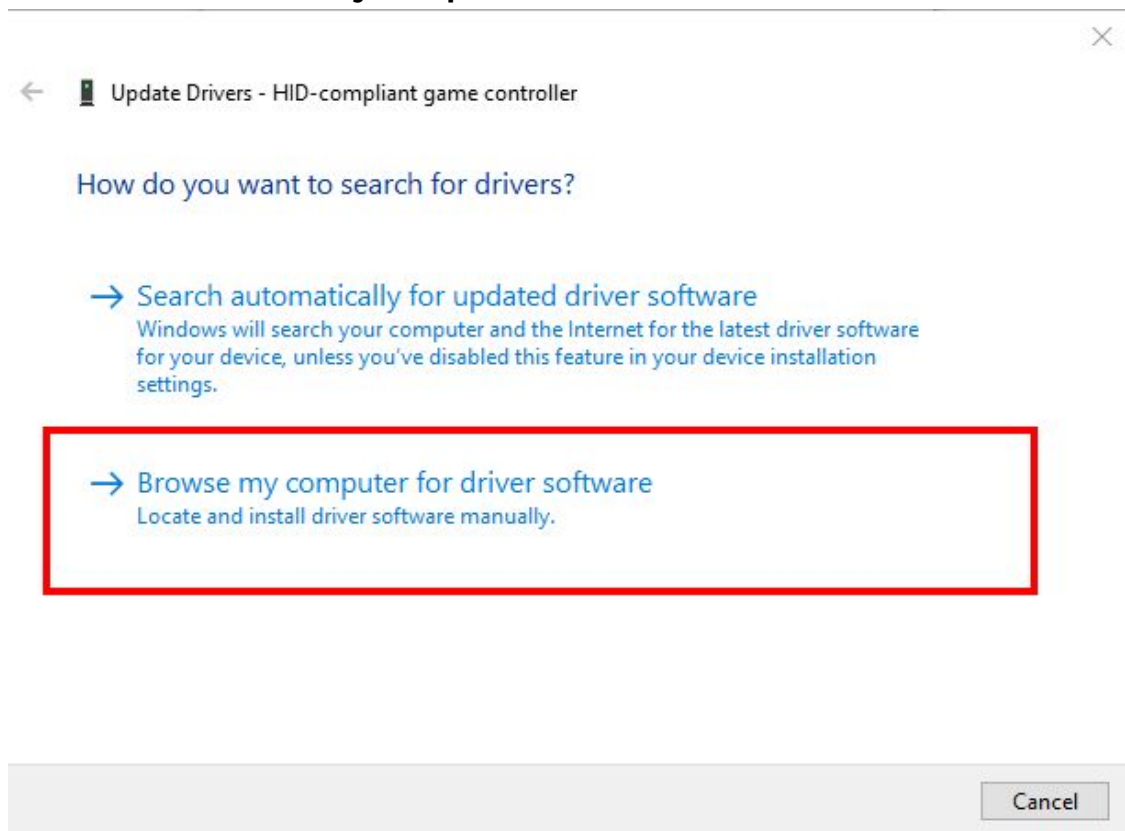 Update Drivers - HID-compliant game controller
How do you want to search for drivers?
Search automatically for updated driver software
Windows will search your computer and the Internet for the latest driver software
for your device, unless you've disabled this feature in your device installation
settings.
Browse my computer for driver software
Locate and install driver software manually.
Cancel